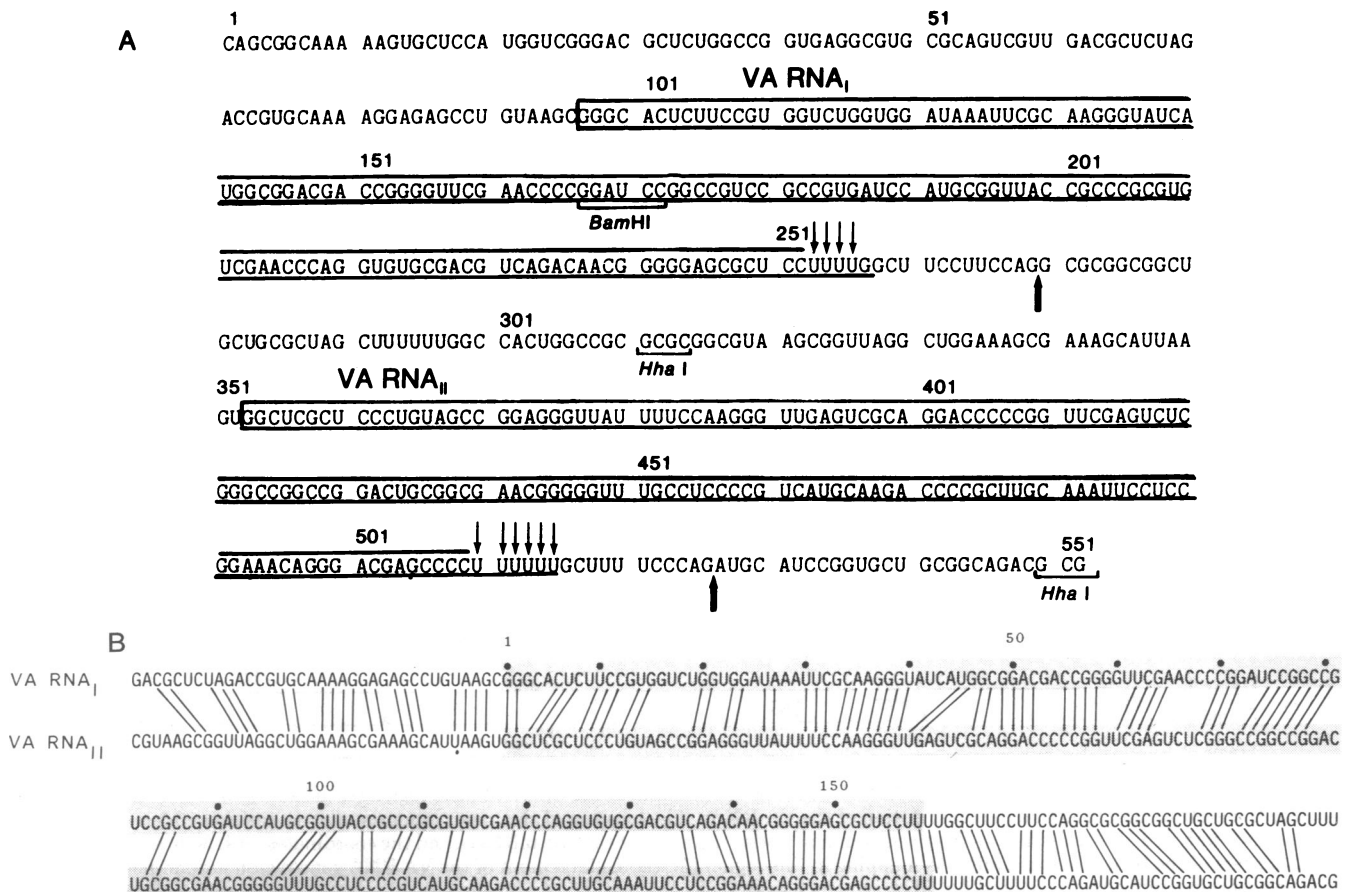 A
1 51
CAGCGGCAAA AAGUGCUCCA UGGUCGGGAC GCUCUGGCCG GUGAGGCGUG CGCAGUCGUU GACGCUCUAG
101 VA RNAI
ACCGUGCAAA AGGAGAGCCU GUAAGCGGGC ACUCUUCCGU GGUCUGGUGG AUAAAUUCGC AAGGGUAUCA
151 201
UGGCGGACGA CCGGGGUUCG AACCCCGGAU CCGGCCGUCC GCCGUGAUCC AUGCGGUUAC CGCCCGCGUG
BamHI
251
UCGAACCCAG GUGUGCGACG UCAGACAACG GGGGAGCGCU CCUUUUGGCU UCCUUCCAGG CGCGGCGGCU
301
GCUGCGCUAG CUUUUUUGGC CACUGGCCGC GCGCGGCGUA AGCGGUUAGG CUGGAAAGCG AAAGCAUUAA
Hha I
351 VA RNAII 401
GUGGCUCGCU CCCUGUAGCC GGAGGGUUAU UUUCCAAGGG UUGAGUCGCA GGACCCCCGG UUCGAGUCUC
451
GGGCCGGCCG GACUGCGGCG AACGGGGGUU UGCCUCCCCG UCAUGCAAGA CCCCGCUUGC AAAUUCCUCC
501 551
GGAAACAGGG ACGAGCCCCU UUUUUGCUUU UCCCAGAUGC AUCCGGUGCU GCGGCAGACG CG
Hha I
B
1 50
VA RNAI GACGCUCUAGACCGUGCAAAAGGAGAGCCUGUAAGCGGGCACUCUUCCGUGGUCUGGUGGAUAAAUUCGCAAGGGUAUCAUGGCGGACGACCGGGGUUCGAACCCCGGAUCCGGCCG
VA RNAII CGUAAGCGGUUAGGCUGGAAAGCGAAAGCAUUAAGUGGCUCGCUCCCUGUAGCCGGAGGGUUAUUUUCCAAGGGUUGAGUCGCAGGACCCCCGGUUCGAGUCUCGGGCCGGCCGGAC
100 150
UCCGCCGUGAUCCAUGCGGUUACCGCCCGCGUGUCGAACCCAGGUGUGCGACGUCAGACAACGGGGGAGCGCUCCUUUUGGCUUCCUUCCAGGCGCGGCGGCUGCUGCGCUAGCUUU
UGCGGCGAACGGGGGUUUGCCUCCCCGUCAUGCAAGACCCCGCUUGCAAAUUCCUCCGGAAACAGGGACGAGCCCCUUUUUUGCUUUUCCCAGAUGCAUCCGGUGCUGCGGCAGACG